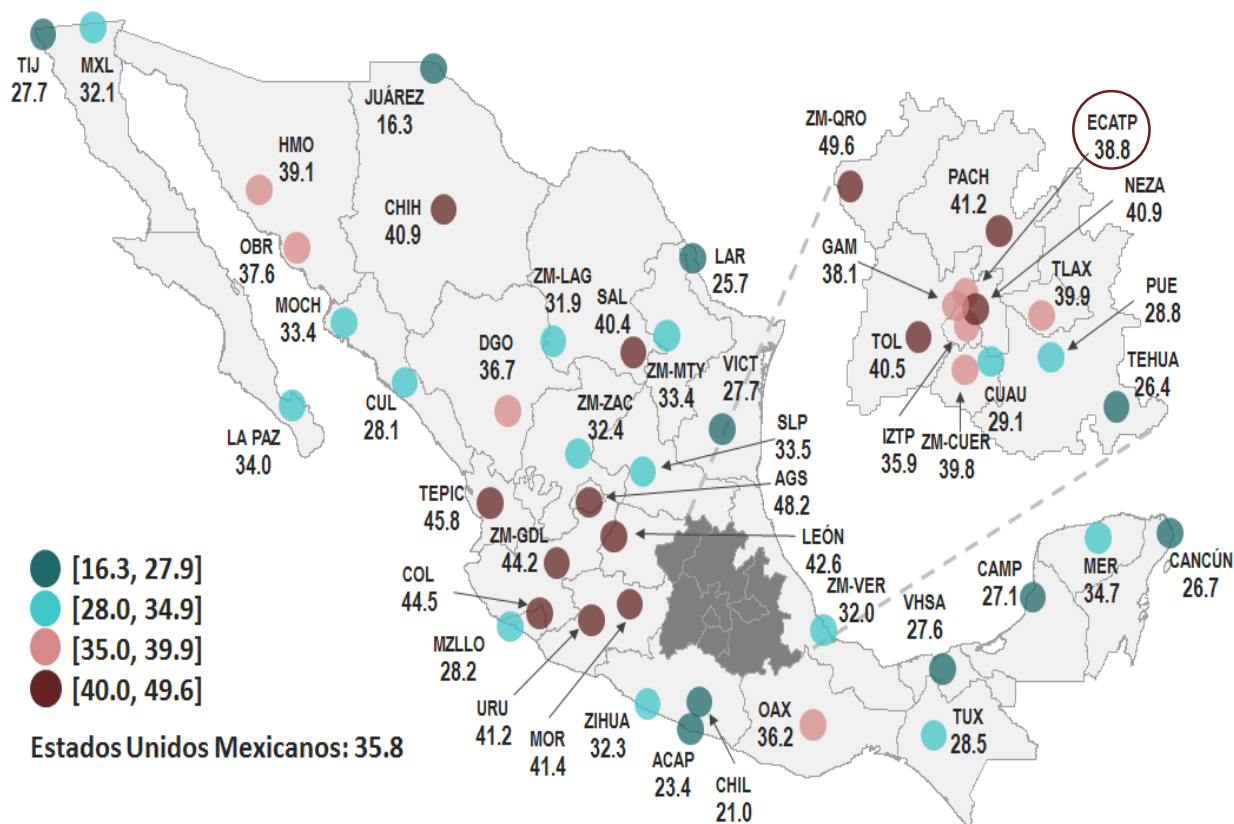 TIJ
27.7
MXL
32.1
JUÁREZ
16.3
HMO
39.1
CHIH
40.9
OBR
37.6
MOCH
33.4
LA PAZ
34.0
CUL
28.1
DGO
36.7
ZM-LAG
31.9
SAL
40.4
LAR
25.7
ZM-MTY
33.4
VICT
27.7
ZM-ZAC
32.4
SLP
33.5
AGS
48.2
TEPIC
45.8
ZM-GDL
44.2
LEÓN
42.6
COL
44.5
MZLLO
28.2
URU
41.2
MOR
41.4
ZIHUA
32.3
ACAP
23.4
CHIL
21.0
OAX
36.2
ZM-VER
32.0
VHSA
27.6
TUX
28.5
CAMP
27.1
MER
34.7
CANCÚN
26.7
ZM-QRO
49.6
PACH
41.2
ECATP
38.8
NEZA
40.9
GAM
38.1
TLAX
39.9
PUE
28.8
TOL
40.5
TEHUA
26.4
IZTP
35.9
ZM-CUER
39.8
CUAU
29.1
[16.3, 27.9]
[28.0, 34.9]
[35.0, 39.9]
[40.0, 49.6]
Estados Unidos Mexicanos: 35.8